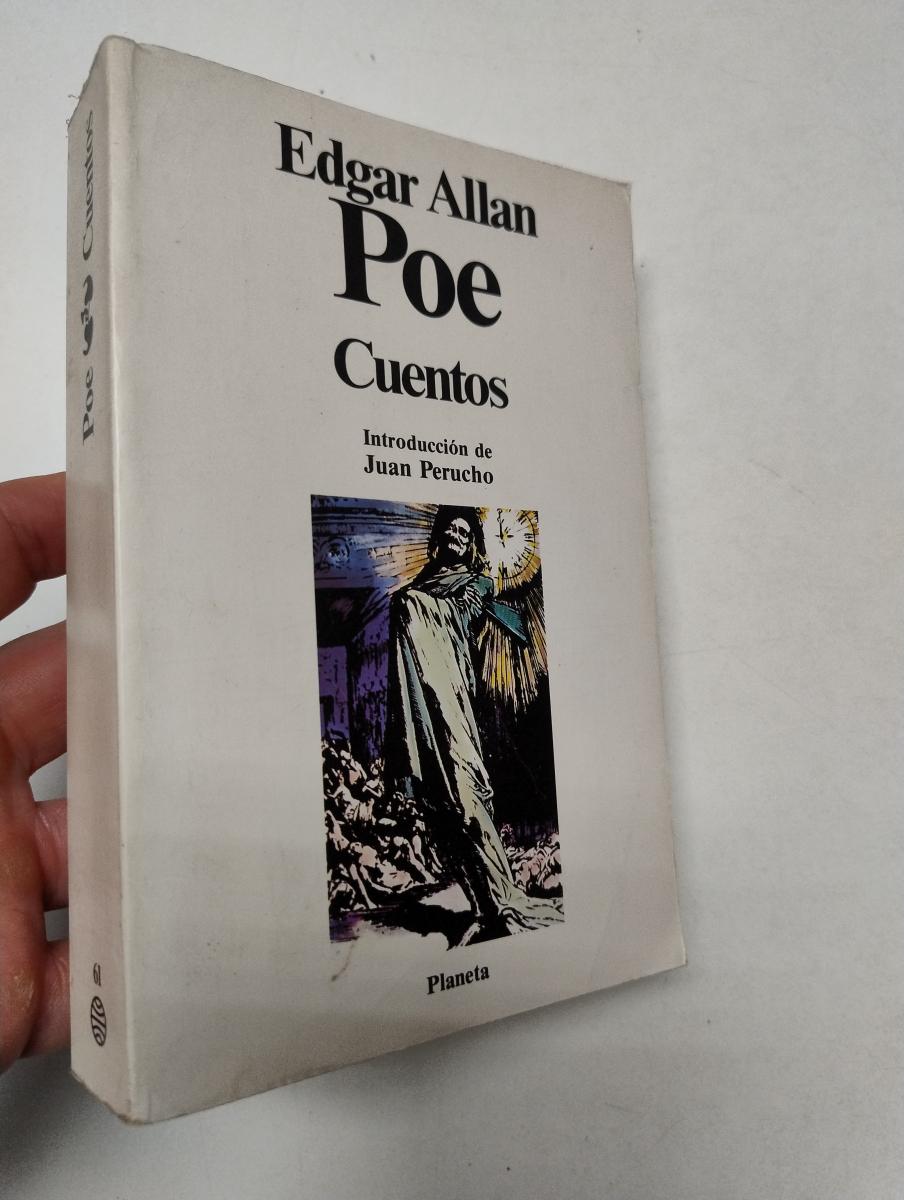 Edgar Allan
Poe
Cuentos
Introducción de
Juan Perucho
Planeta
Poe Cuentos
61